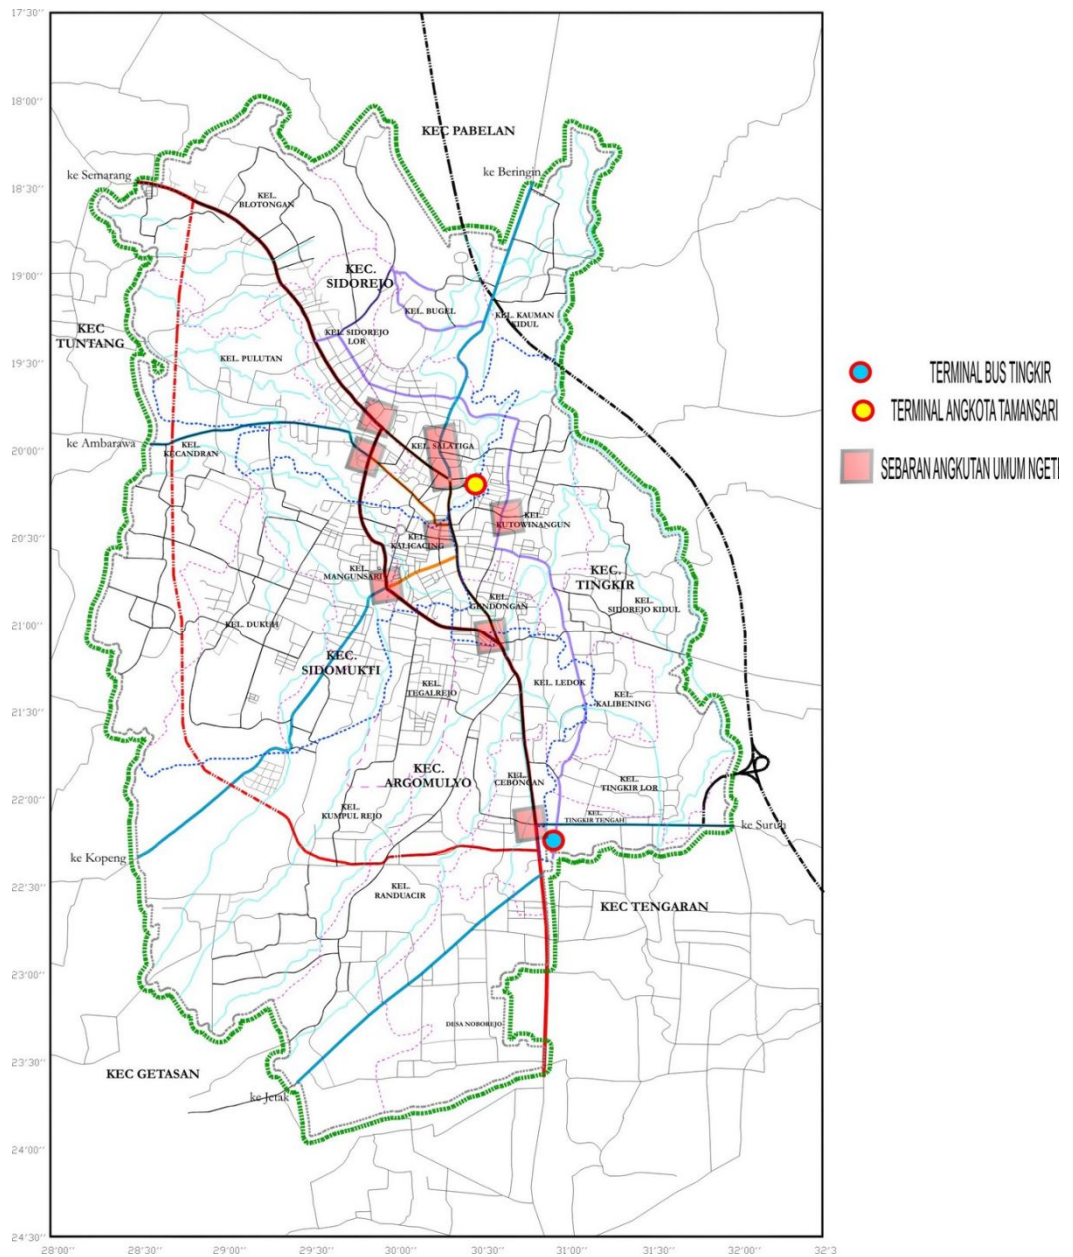 17'30''
18'00''
KEC PABELAN
ke Semarang
ke Beringin
18'30''
KEL.
BLOTONGAN
19'00''
KEC.
SIDOREJO
KEL. BUGEL
KEL. KAUMAN
KIDUL
KEC
TUNTANG
KEL. SIDOREJO
LOR
19'30''
KEL. PULUTAN
TERMINAL BUS TINGKIR
TERMINAL ANGKOTA TAMANSARI
ke Ambarawa
KEL.
KECANDRAN
KEL. SALATIGA
20'00''
SEBARAN ANGKUTAN UMUM NGET
KEL.
KUTOWINANGUN
20'30''
KEL.
KALICACING
KEL.
MANGUNSARI
KEC.
TINGKIR
KEL.
GENDONGAN
KEL.
SIDOREJO KIDUL
21'00''
KEL. DUKUH
KEC.
SIDOMUKTI
KEL.
TEGALREJO
KEL. LEDOK
KEL.
KALIBENING
21'30''
KEC.
ARGOMULYO
KEL.
CEBONGAN
KEL.
TINGKIR LOR
22'00''
KEL.
KUMPUL REJO
KEL.
TINGKIR TENGAH
ke Suruh
ke Kopeng
22'30''
KEL.
RANDUACIR
KEC TENGARAN
23'00''
DESA NOBOREJO
23'30''
KEC GETASAN
ke Jetak
24'00''
24'30''
28'00'' 28'30'' 29'00'' 29'30'' 30'00'' 30'30'' 31'00'' 31'30'' 32'00'' 32'3